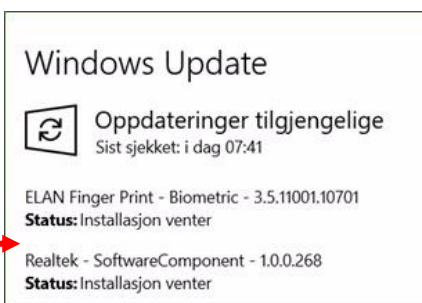 Windows Update
Oppdateringer tilgjengelige
Sist sjekket: i dag 07:41
ELAN Finger Print - Biometric - 3.5.11001.10701
Status: Installasjon venter
Realtek - SoftwareComponent - 1.0.0.268
Status: Installasjon venter